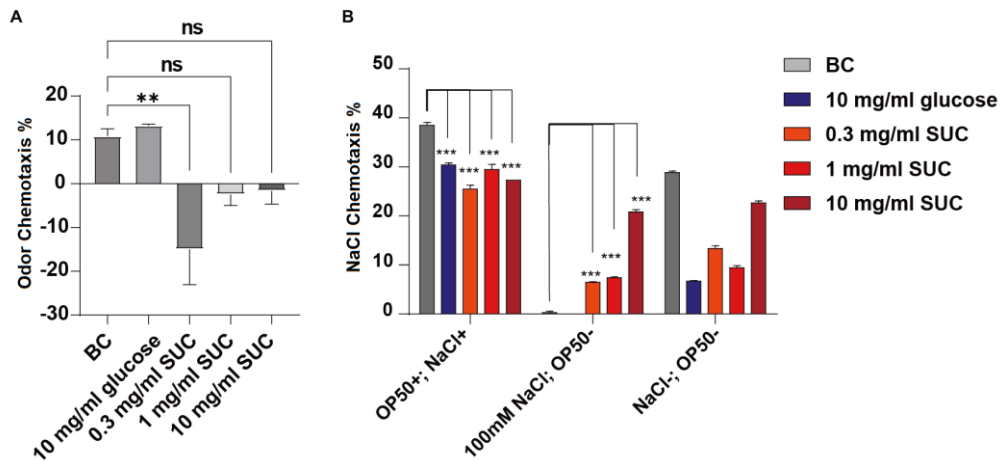 A
ns
ns
**
Odor Chemotaxis %
20
10
0
-10
-20
-30
BC
10 mg/ml glucose
0.3 mg/ml SUC
1 mg/ml SUC
10 mg/ml SUC
B
NaCl Chemotaxis %
50
40
30
20
10
0
***
***
***
***
***
***
***
OP50+; NaCl+
100mM NaCl; OP50-
NaCl-; OP50-
BC
10 mg/ml glucose
0.3 mg/ml SUC
1 mg/ml SUC
10 mg/ml SUC